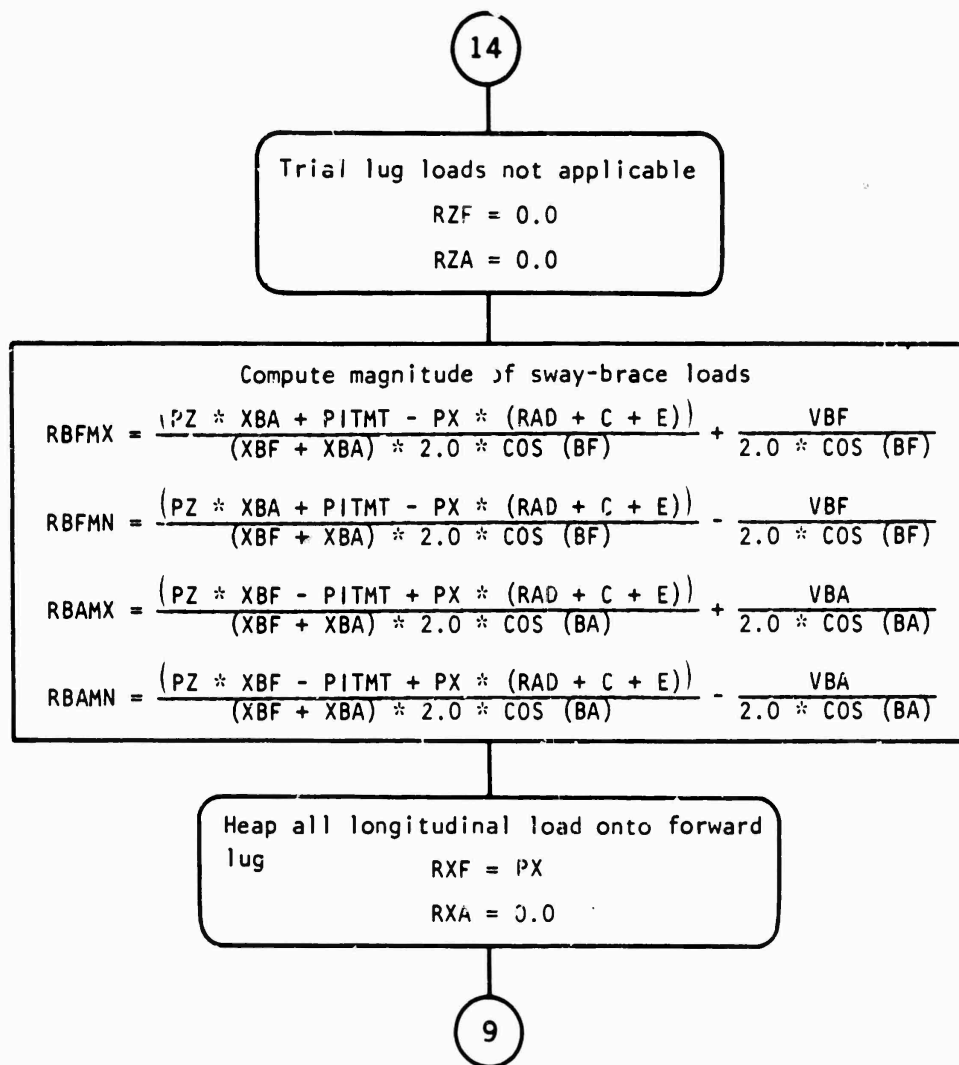 14
Trial lug loads not applicable
RZF = 0.0
RZA = 0.0
Compute magnitude of sway-brace loads
RBFMX = (PZ * XBA + PITMT - PX * (RAD + C + E)) / (XBF + XBA) * 2.0 * COS (BF) + VBF / 2.0 * COS (BF)
RBFMN = (PZ * XBA + PITMT - PX * (RAD + C + E)) / (XBF + XBA) * 2.0 * COS (BF) - VBF / 2.0 * COS (BF)
RBAMX = (PZ * XBF - PITMT + PX * (RAD + C + E)) / (XBF + XBA) * 2.0 * COS (BA) + VBA / 2.0 * COS (BA)
RBAMN = (PZ * XBF - PITMT + PX * (RAD + C + E)) / (XBF + XBA) * 2.0 * COS (BA) - VBA / 2.0 * COS (BA)
Heap all longitudinal load onto forward
lug
RXF = PX
RXA = 0.0
9